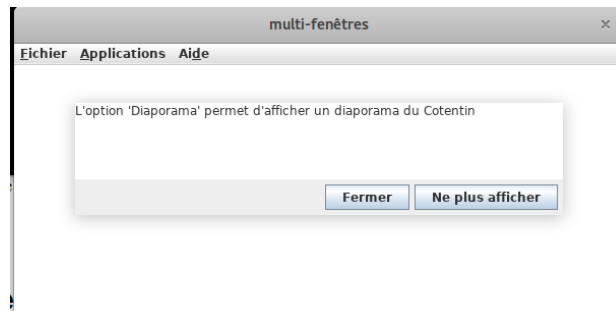 multi-fenêtres
Fichier Applications Aide
L'option 'Diaporama' permet d'afficher un diaporama du Cotentin
Fermer Ne plus afficher